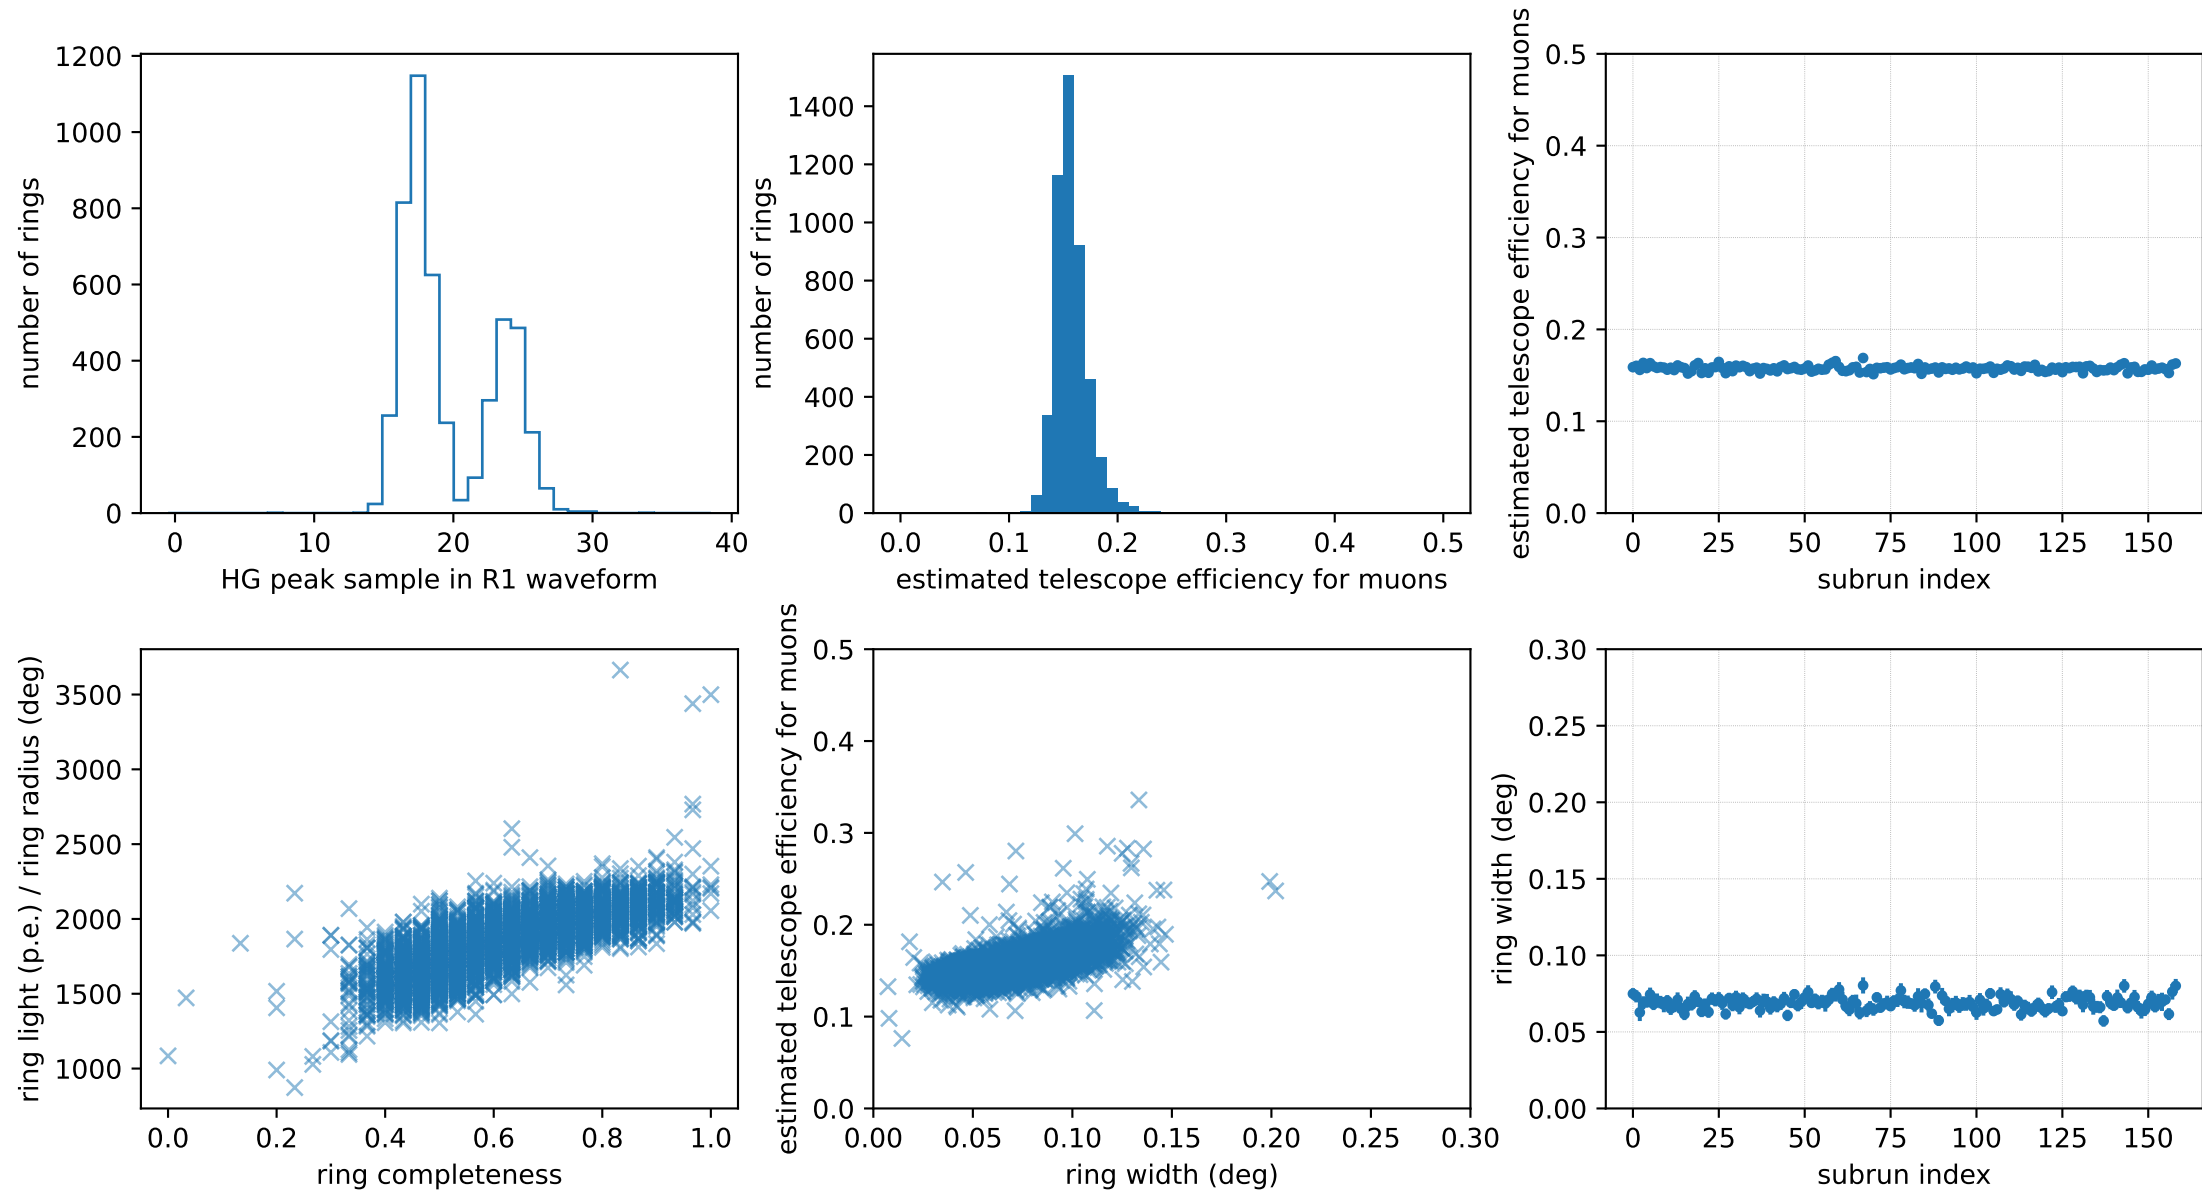 1200
1000
800
600
400
200
0
number of rings
0 10 20 30 40
HG peak sample in R1 waveform
1400
1200
1000
800
600
400
200
0
number of rings
0.0 0.1 0.2 0.3 0.4 0.5
estimated telescope efficiency for muons
0.5
0.4
0.3
0.2
0.1
0.0
estimated telescope efficiency for muons
0 25 50 75 100 125 150
subrun index
3500
3000
2500
2000
1500
1000
ring light (p.e.) / ring radius (deg)
0.0 0.2 0.4 0.6 0.8 1.0
ring completeness
0.5
0.4
0.3
0.2
0.1
0.0
estimated telescope efficiency for muons
0.00 0.05 0.10 0.15 0.20 0.25 0.30
ring width (deg)
0.30
0.25
0.20
0.15
0.10
0.05
0.00
ring width (deg)
0 25 50 75 100 125 150
subrun index